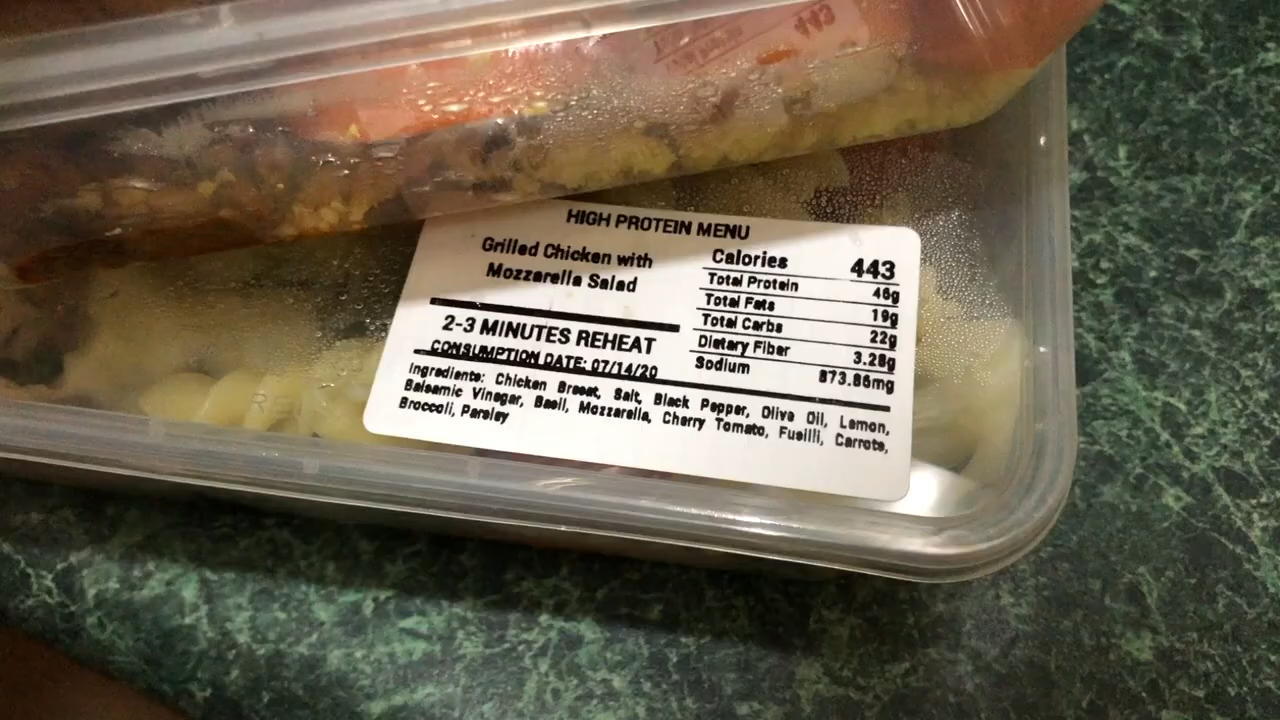 HIGH PROTEIN MENU
Grilled Chicken with
Mozzarella Salad
2-3 MINUTES REHEAT
CONSUMPTION DATE: 07/14/20
Calories 443
Total Protein 46g
Total Fats 19g
Total Carbs 22g
Dietary Fiber 3.28g
Sodium 873.86mg
Ingredients: Chicken Breast, Salt, Black Pepper, Olive Oil, Lemon,
Balsamic Vinegar, Basil, Mozzarella, Cherry Tomato, Fusilli, Carrots,
Broccoli, Parsley